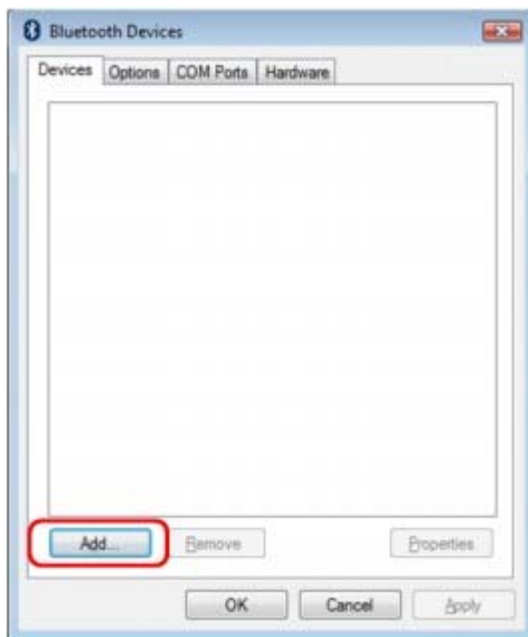 Bluetooth Devices
Devices Options COM Ports Hardware
Add... Remove Properties
OK Cancel Apply